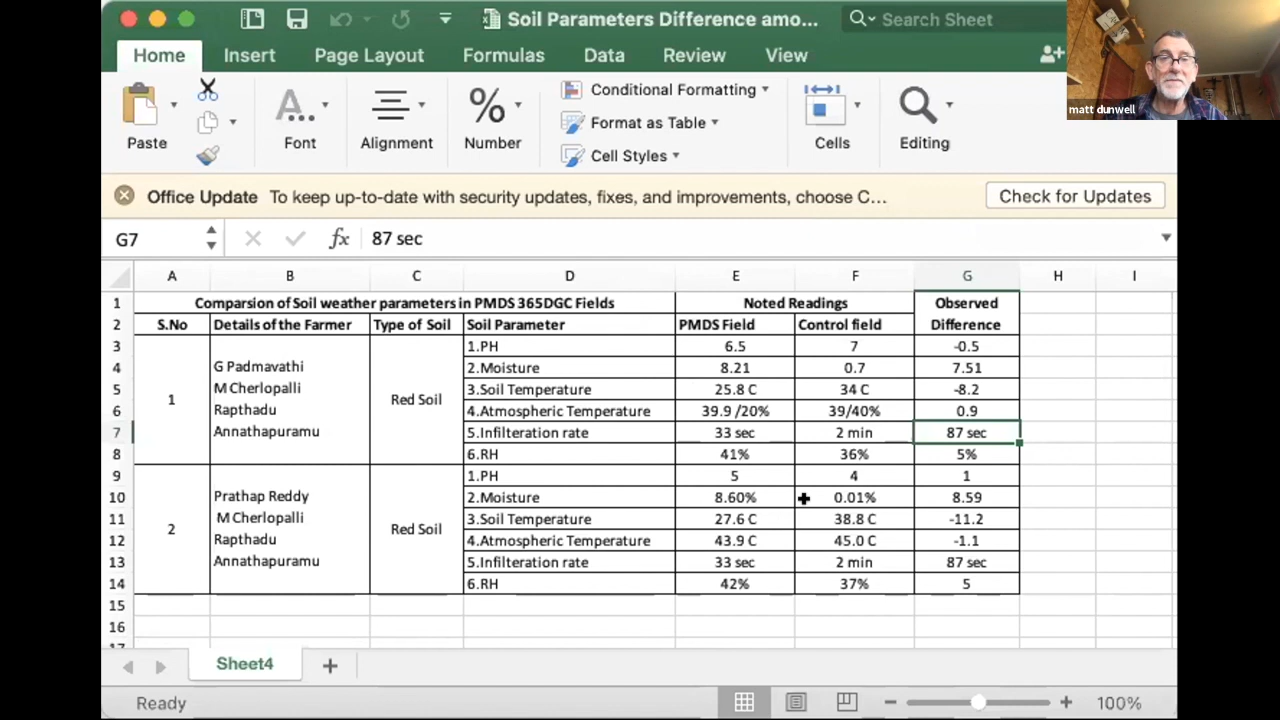 Soil Parameters Difference amo...
Search Sheet
Home Insert Page Layout Formulas Data Review View
matt dunwell
Paste
Font
Alignment
%
Number
Conditional Formatting
Format as Table
Cell Styles
Cells
Editing
Office Update To keep up-to-date with security updates, fixes, and improvements, choose C... Check for Updates
G7 fx 87 sec
A B C D E F G H I
1 Comparsion of Soil weather parameters in PMDS 365DGC Fields Noted Readings Observed
2 S.No Details of the Farmer Type of Soil Soil Parameter PMDS Field Control field Difference
3 1.PH 6.5 7 -0.5
4 G Padmavathi 2.Moisture 8.21 0.7 7.51
5 1 M Cherlopalli Red Soil 3.Soil Temperature 25.8 C 34 C -8.2
6 Rapthadu 4.Atmospheric Temperature 39.9 /20% 39/40% 0.9
7 Annathapuramu 5.Infilteration rate 33 sec 2 min 87 sec
8 6.RH 41% 36% 5%
9 1.PH 5 4 1
10 Prathap Reddy 2.Moisture 8.60% 0.01% 8.59
11 2 M Cherlopalli Red Soil 3.Soil Temperature 27.6 C 38.8 C -11.2
12 Rapthadu 4.Atmospheric Temperature 43.9 C 45.0 C -1.1
13 Annathapuramu 5.Infilteration rate 33 sec 2 min 87 sec
14 6.RH 42% 37% 5
15
16
17
Sheet4
Ready 100%